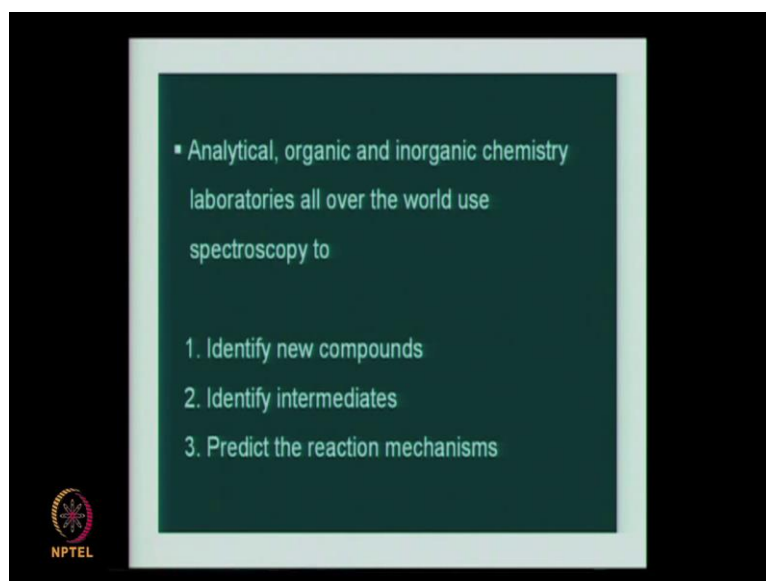 ▪ Analytical, organic and inorganic chemistry
laboratories all over the world use
spectroscopy to
1. Identify new compounds
2. Identify intermediates
3. Predict the reaction mechanisms
NPTEL